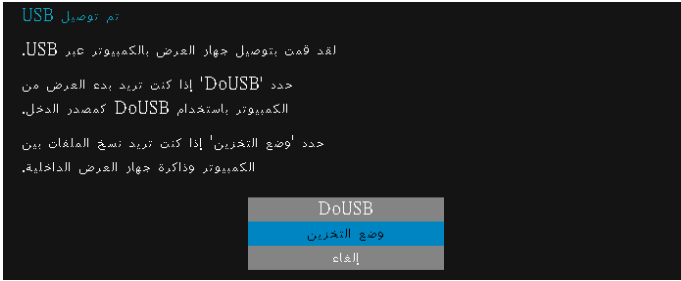 تم توصيل USB
لقد قمت بتوصيل جهاز العرض بالكمبيوتر عبر USB.
حدد 'DoUSB' إذا كنت تريد بدء العرض من
الكمبيوتر باستخدام DoUSB كمصدر الدخل.
حدد 'وضع التخزين' إذا كنت تريد نسخ الملفات بين
الكمبيوتر وذاكرة جهاز العرض الداخلية.
DoUSB
وضع التخزين
إلغاء